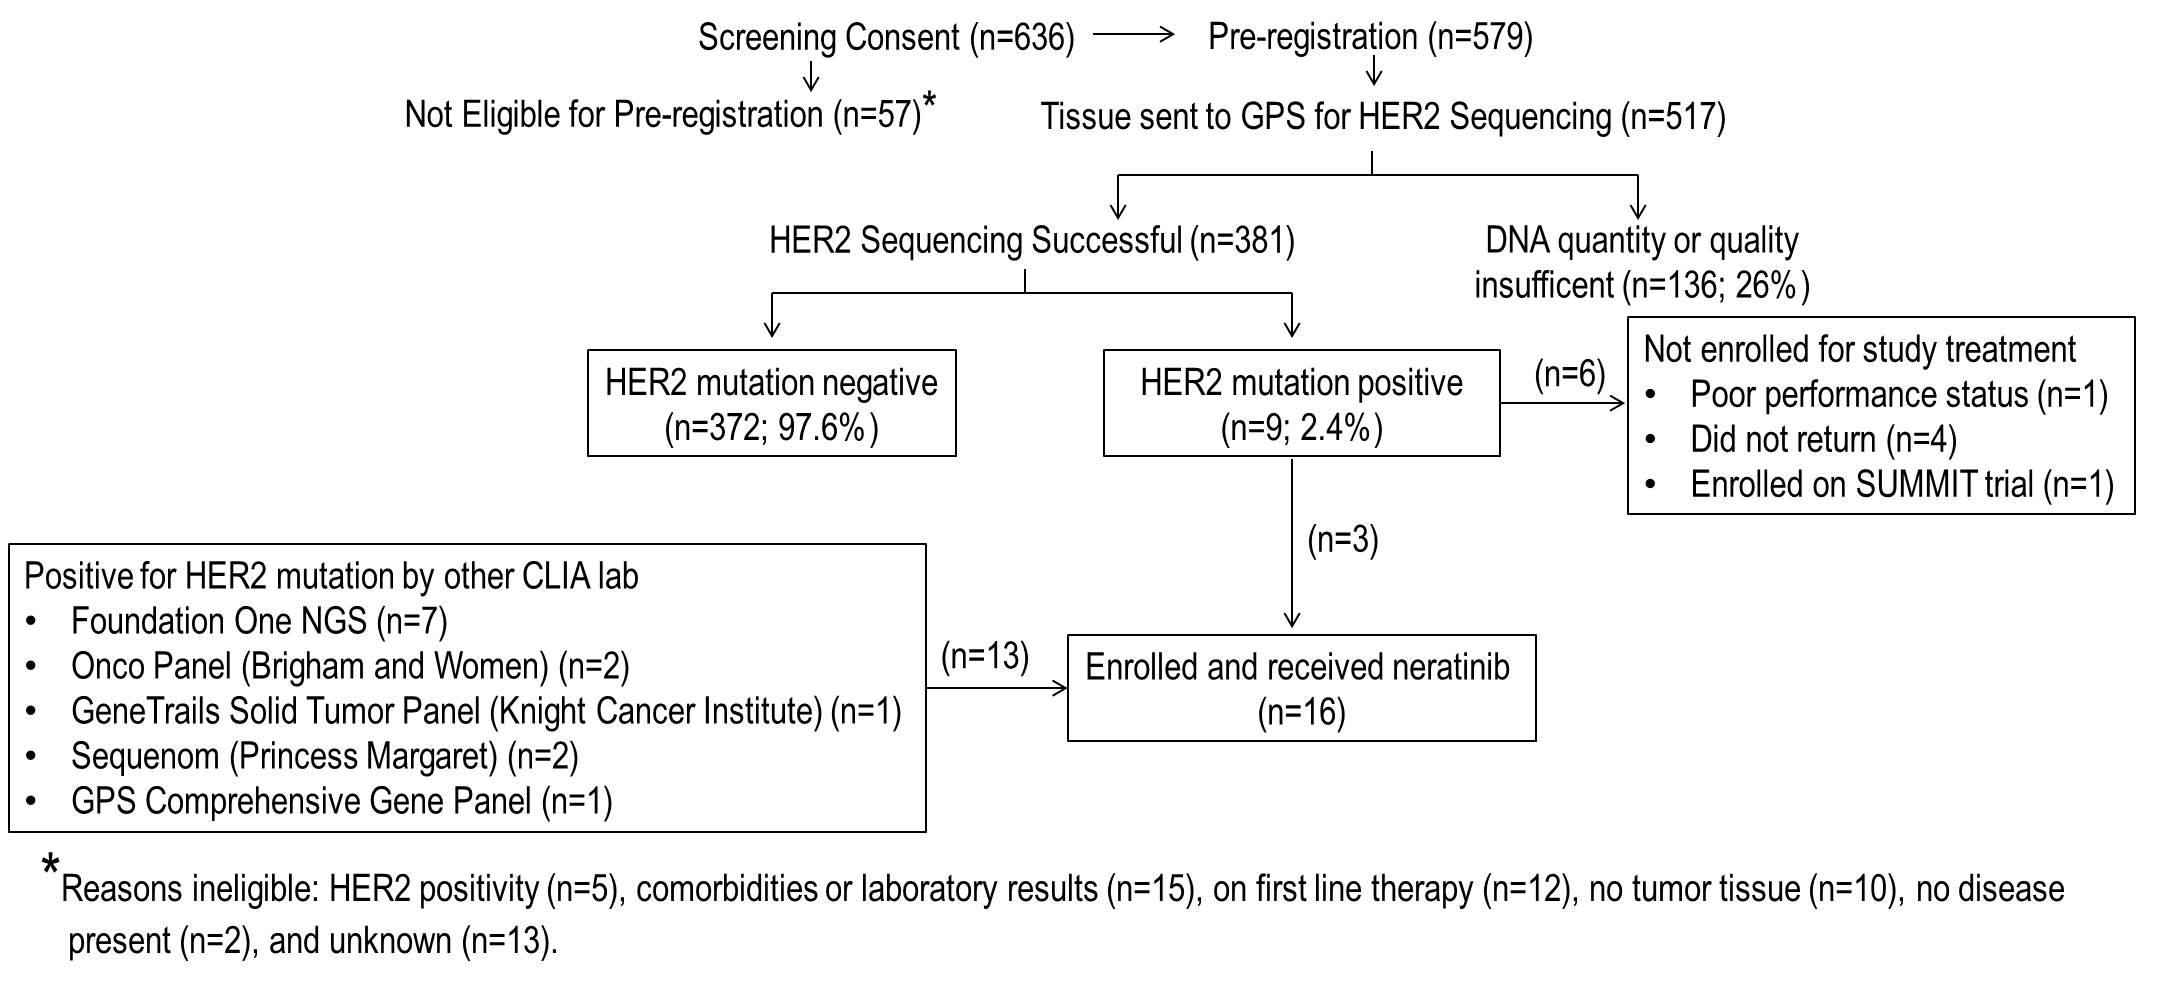 Screening Consent (n=636)
Pre-registration (n=579)
Not Eligible for Pre-registration (n=57)*
Tissue sent to GPS for HER2 Sequencing (n=517)
HER2 Sequencing Successful (n=381)
DNA quantity or quality
insufficent (n=136; 26%)
HER2 mutation negative
(n=372; 97.6%)
HER2 mutation positive
(n=9; 2.4%)
(n=6)
Not enrolled for study treatment
• Poor performance status (n=1)
• Did not return (n=4)
• Enrolled on SUMMIT trial (n=1)
(n=3)
Positive for HER2 mutation by other CLIA lab
• Foundation One NGS (n=7)
• Onco Panel (Brigham and Women) (n=2)
• GeneTrails Solid Tumor Panel (Knight Cancer Institute) (n=1)
• Sequenom (Princess Margaret) (n=2)
• GPS Comprehensive Gene Panel (n=1)
(n=13)
Enrolled and received neratinib
(n=16)
*Reasons ineligible: HER2 positivity (n=5), comorbidities or laboratory results (n=15), on first line therapy (n=12), no tumor tissue (n=10), no disease
present (n=2), and unknown (n=13).